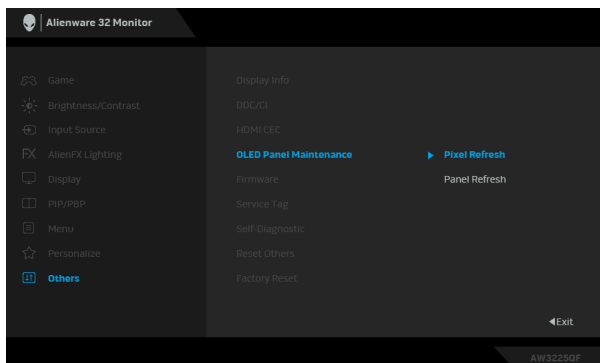 Alienware 32 Monitor
Game
Brightness/Contrast
Input Source
FX AlienFX Lighting
Display
PIP/PBP
Menu
Personalize
Others
Display Info
DDC/CI
HDMI CEC
OLED Panel Maintenance
Firmware
Service Tag
Self-Diagnostic
Reset Others
Factory Reset
Pixel Refresh
Panel Refresh
Exit
AW3225QF